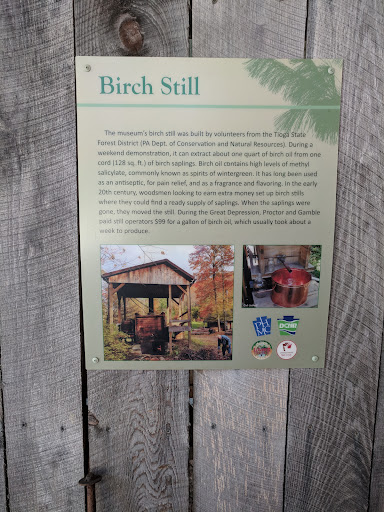 Birch Still
The museum's birch still was built by volunteers from the Tioga State
Forest District (PA Dept. of Conservation and Natural Resources). During a
weekend demonstration, it can extract about one quart of birch oil from one
cord (128 sq. ft.) of birch saplings. Birch oil contains high levels of methyl
salicylate, commonly known as spirits of wintergreen. It has long been used
as an antiseptic, for pain relief, and as a fragrance and flavoring. In the early
20th century, woodsmen looking to earn extra money set up birch stills
where they could find a ready supply of saplings. When the saplings were
gone, they moved the still. During the Great Depression, Proctor and Gamble
paid still operators $99 for a gallon of birch oil, which usually took about a
week to produce.
PH
MC
DCNR